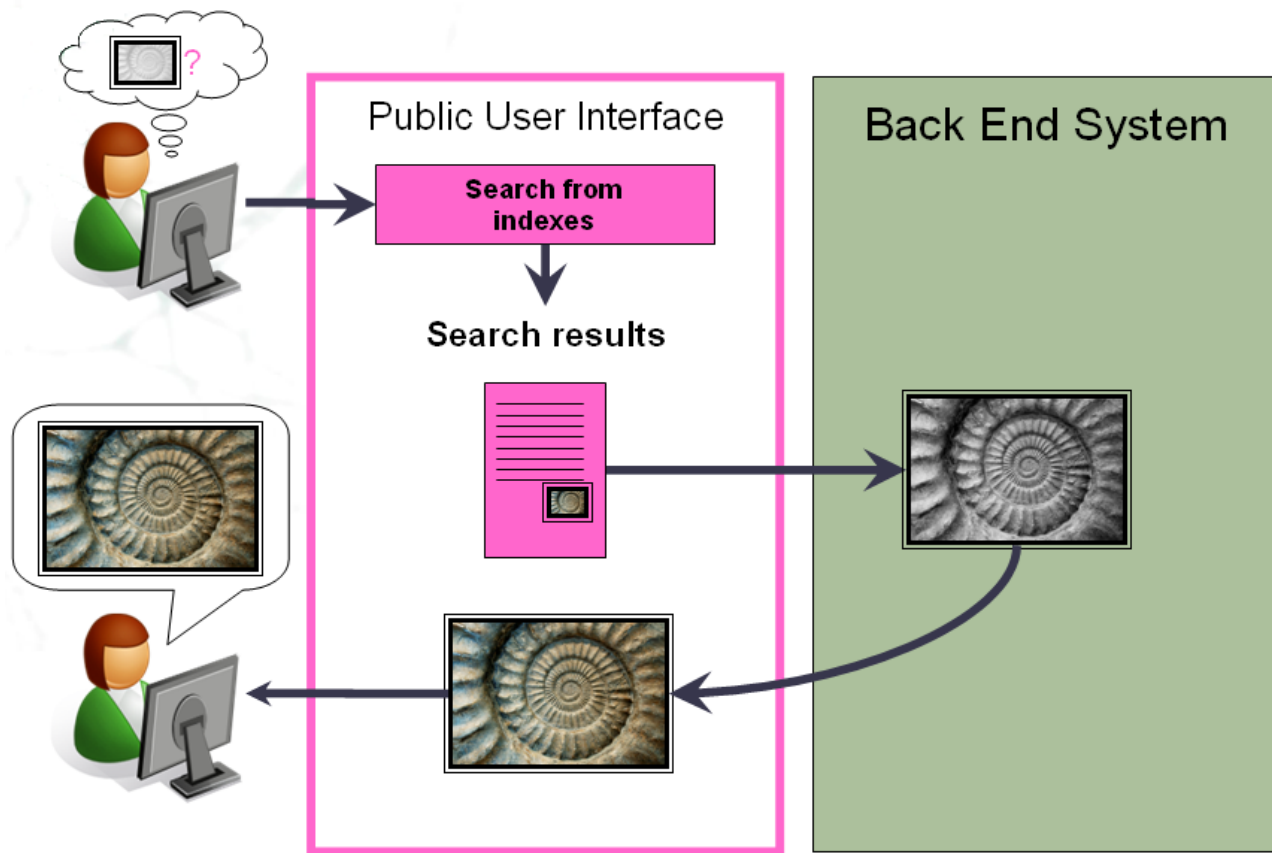 ?
Public User Interface
Back End System
Search from
indexes
Search results